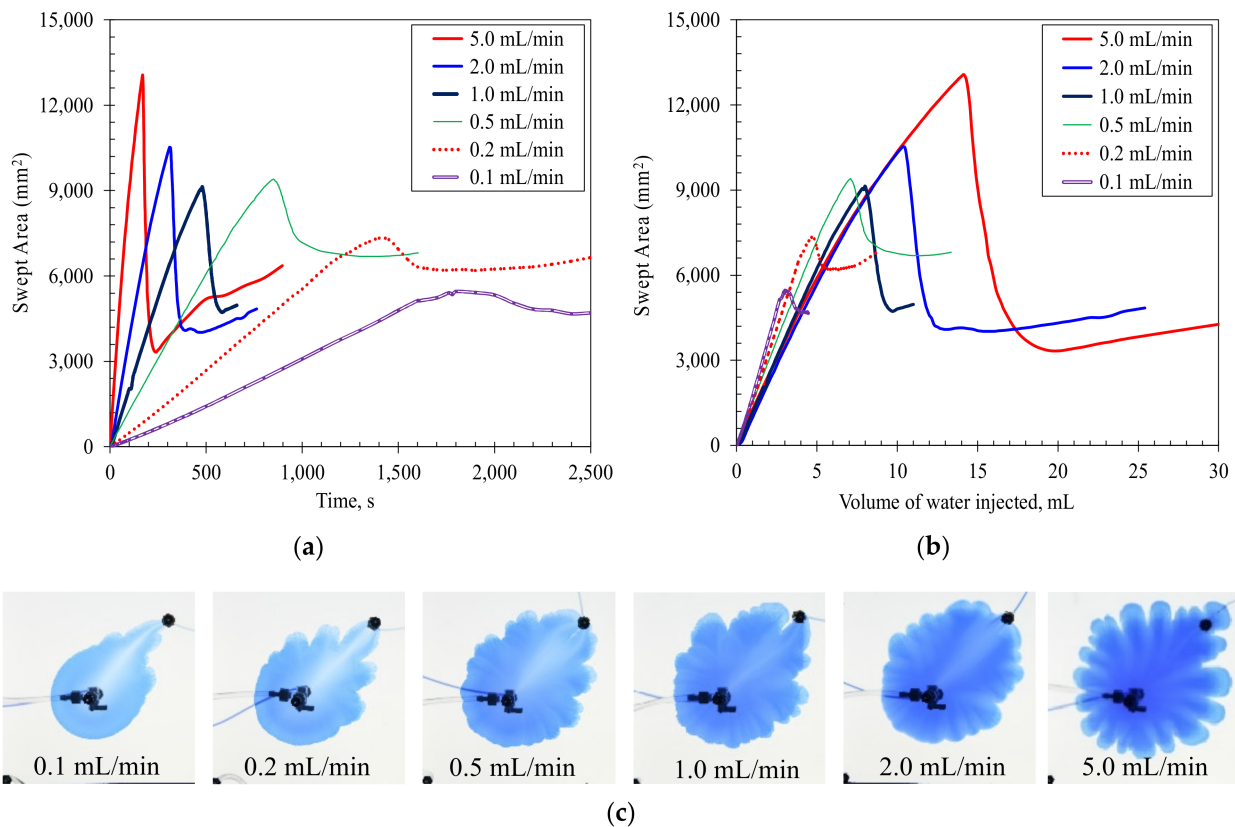 15,000
12,000
9,000
6,000
3,000
0
Swept Area (mm²)
0
500
1,000
1,500
2,000
2,500
Time, s
5.0 mL/min
2.0 mL/min
1.0 mL/min
0.5 mL/min
0.2 mL/min
0.1 mL/min
(a)
15,000
12,000
9,000
6,000
3,000
0
Swept Area (mm²)
0
5
10
15
20
25
30
Volume of water injected, mL
5.0 mL/min
2.0 mL/min
1.0 mL/min
0.5 mL/min
0.2 mL/min
0.1 mL/min
(b)
0.1 mL/min
0.2 mL/min
0.5 mL/min
1.0 mL/min
2.0 mL/min
5.0 mL/min
(c)